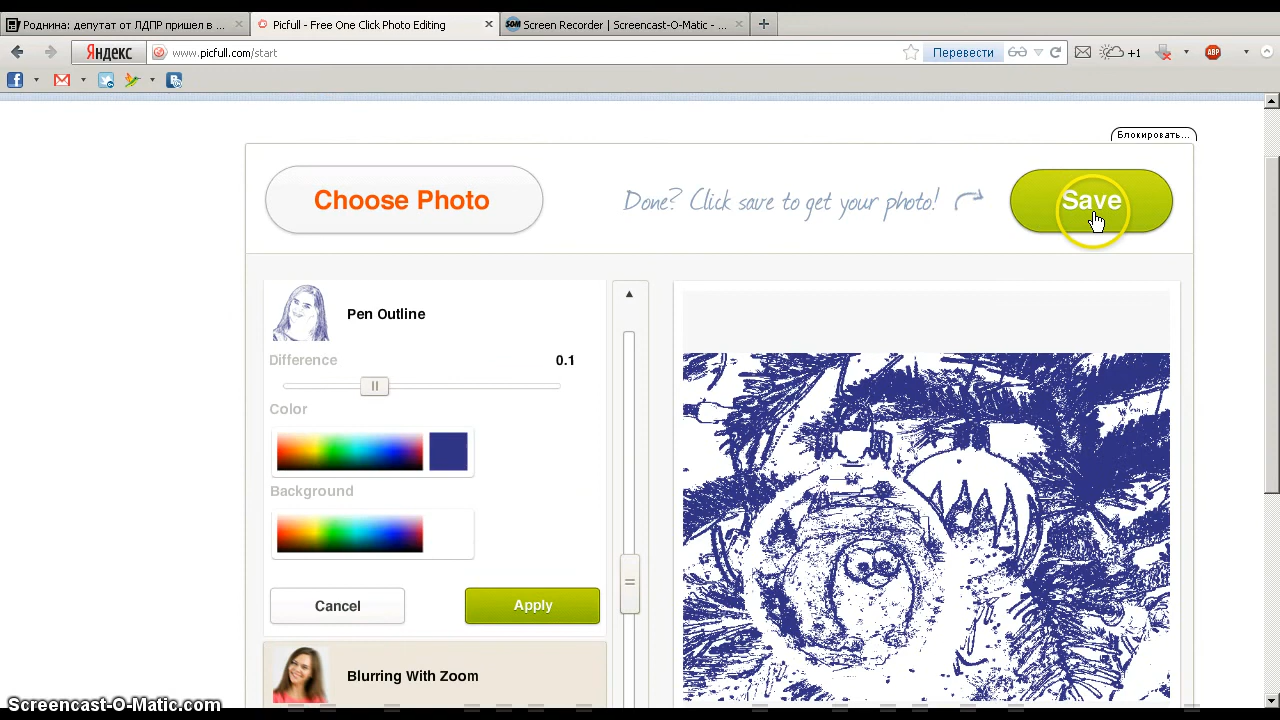 Роднина: депутат от ЛДПР пришел в ...
Picfull - Free One Click Photo Editing
Screen Recorder | Screencast-O-Matic - ...
Яндекс
www.picfull.com/start
Перевести
+1
ABP
Блокировать...
Choose Photo
Done? Click save to get your photo!
Save
Pen Outline
Difference
0.1
Color
Background
Cancel
Apply
Blurring With Zoom
Screencast-O-Matic.com